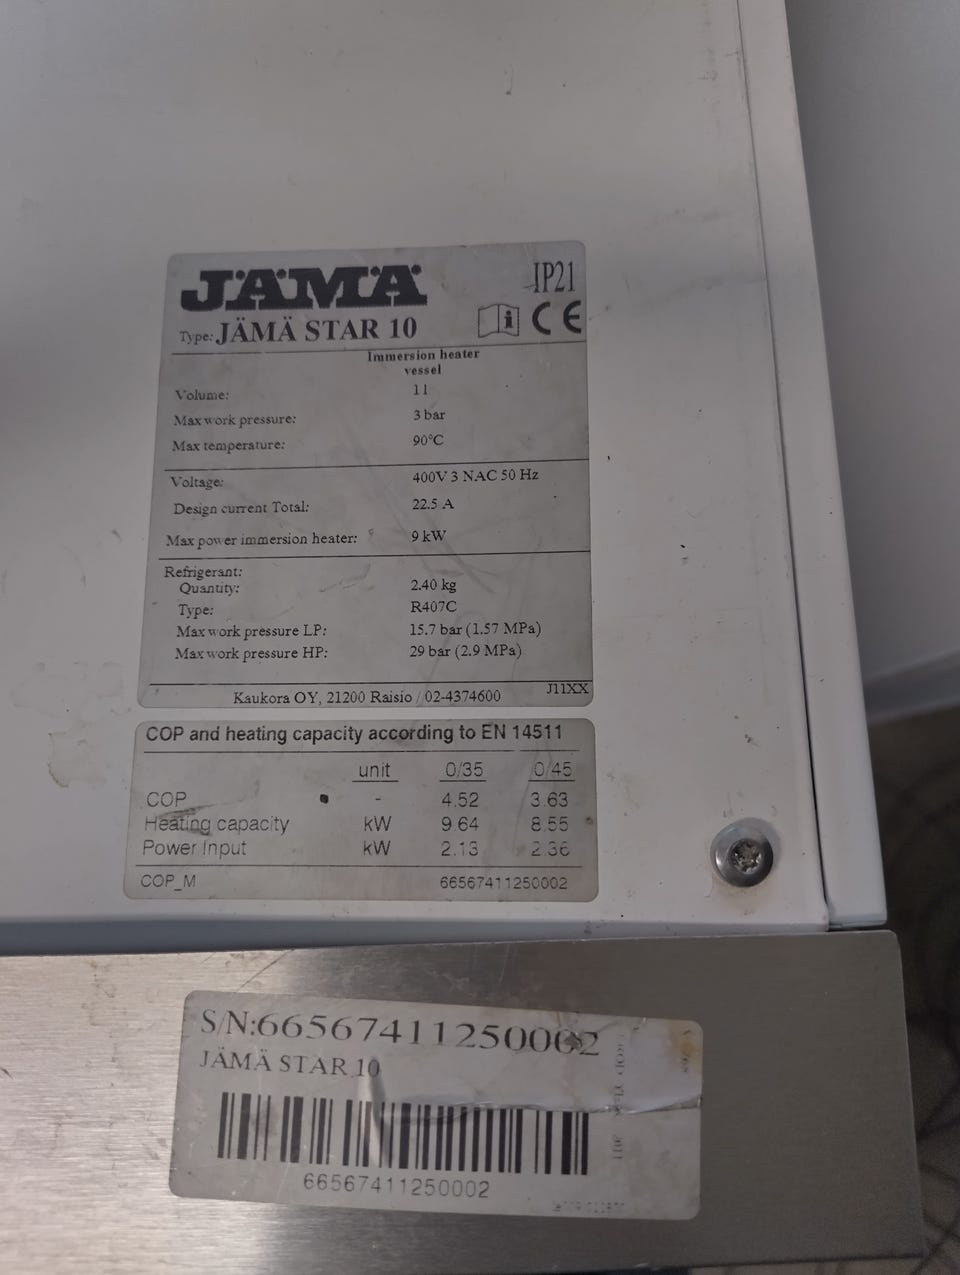 JÄMÄ IP21
Type: JÄMÄ STAR 10 i CE
Immersion heater
vessel
Volume: 11
Max work pressure: 3 bar
Max temperature: 90°C
Voltage: 400V 3 NAC 50 Hz
Design current Total: 22.5 A
Max power immersion heater: 9 kW
Refrigerant:
Quantity: 2.40 kg
Type: R407C
Max work pressure LP: 15.7 bar (1.57 MPa)
Max work pressure HP: 29 bar (2.9 MPa)
Kaukora OY, 21200 Raisio / 02-4374600 J11XX
COP and heating capacity according to EN 14511
unit 0/35 0/45
COP - 4.52 3.63
Heating capacity kW 9.64 8.55
Power Input kW 2.13 2.36
COP_M 66567411250002
S/N:66567411250002
JÄMÄ STAR 10
66567411250002